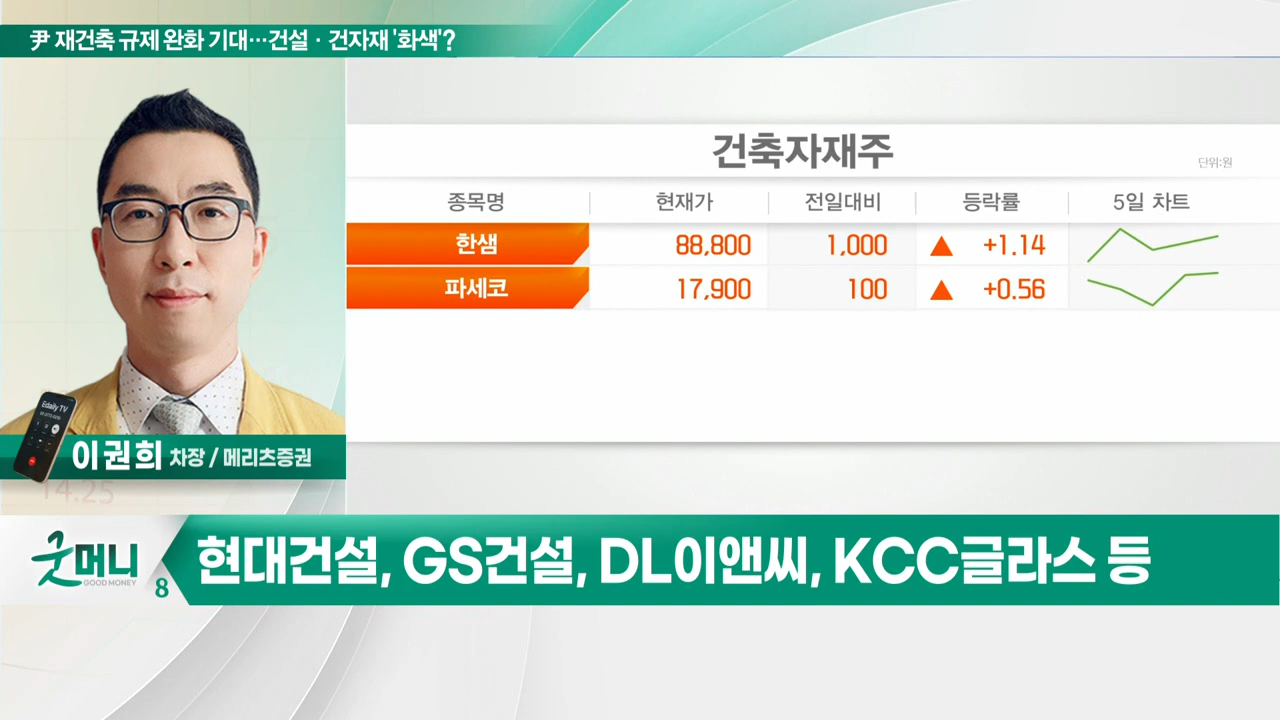 尹 재건축 규제 완화 기대…건설·건자재 '화색'?
건축자재주
단위:원
종목명 현재가 전일대비 등락률 5일 차트
한샘 88,800 1,000 ▲ +1.14
파세코 17,900 100 ▲ +0.56
Edaily TV
이권희 차장 / 메리츠증권
14.25
굿머니
GOOD MONEY
8
현대건설, GS건설, DL이앤씨, KCC글라스 등